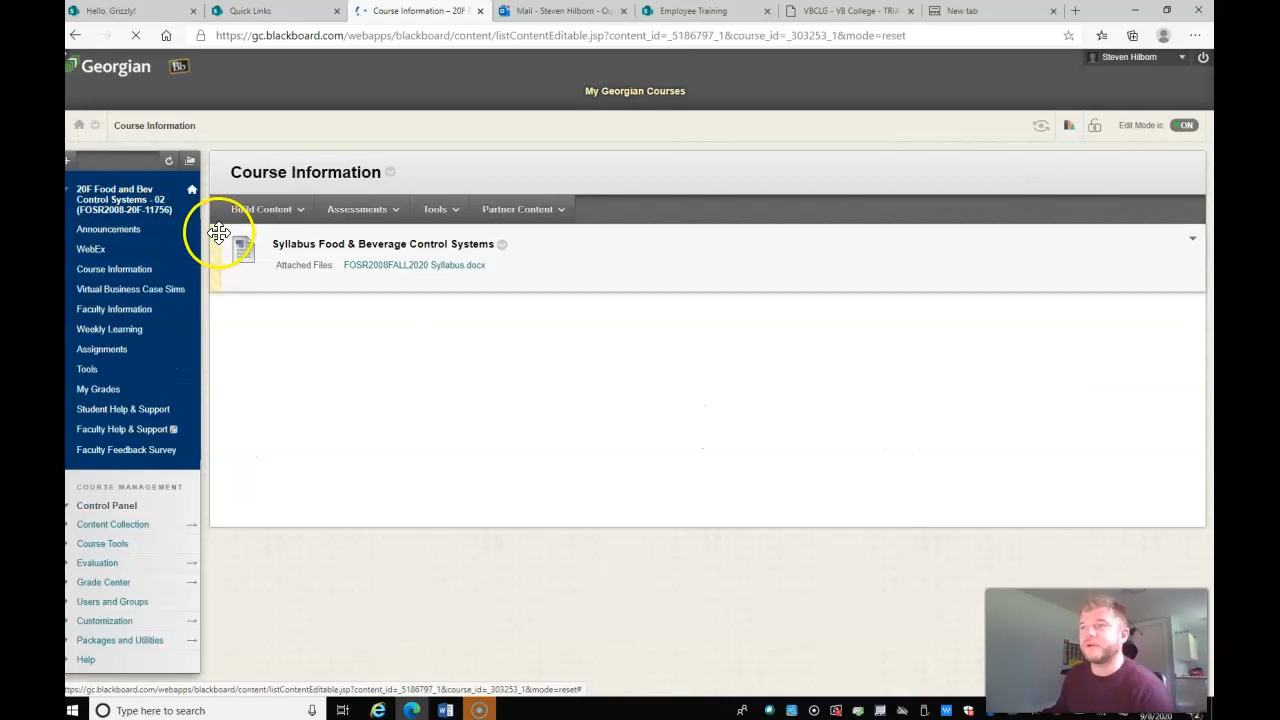 Hello, Grizzly!
Quick Links
Course Information – 20F
Mail - Steven Hilborn - Ou
Employee Training
VBCLG - VB College - TRU
New tab
https://gc.blackboard.com/webapps/blackboard/content/listContentEditable.jsp?content_id=_5186797_1&course_id=_303253_1&mode=reset
Georgian Bb
Steven Hilborn
My Georgian Courses
Course Information
Edit Mode is: ON
Course Information
20F Food and Bev
Control Systems - 02
(FOSR2008-20F-11756)
Build Content
Assessments
Tools
Partner Content
Announcements
WebEx
Syllabus Food & Beverage Control Systems
Attached Files: FOSR2008FALL2020 Syllabus.docx
Course Information
Virtual Business Case Sims
Faculty Information
Weekly Learning
Assignments
Tools
My Grades
Student Help & Support
Faculty Help & Support
Faculty Feedback Survey
COURSE MANAGEMENT
Control Panel
Content Collection
Course Tools
Evaluation
Grade Center
Users and Groups
Customization
Packages and Utilities
Help
https://gc.blackboard.com/webapps/blackboard/content/listContentEditable.jsp?content_id=_5186797_1&course_id=_303253_1&mode=reset#
Type here to search
9/8/2020